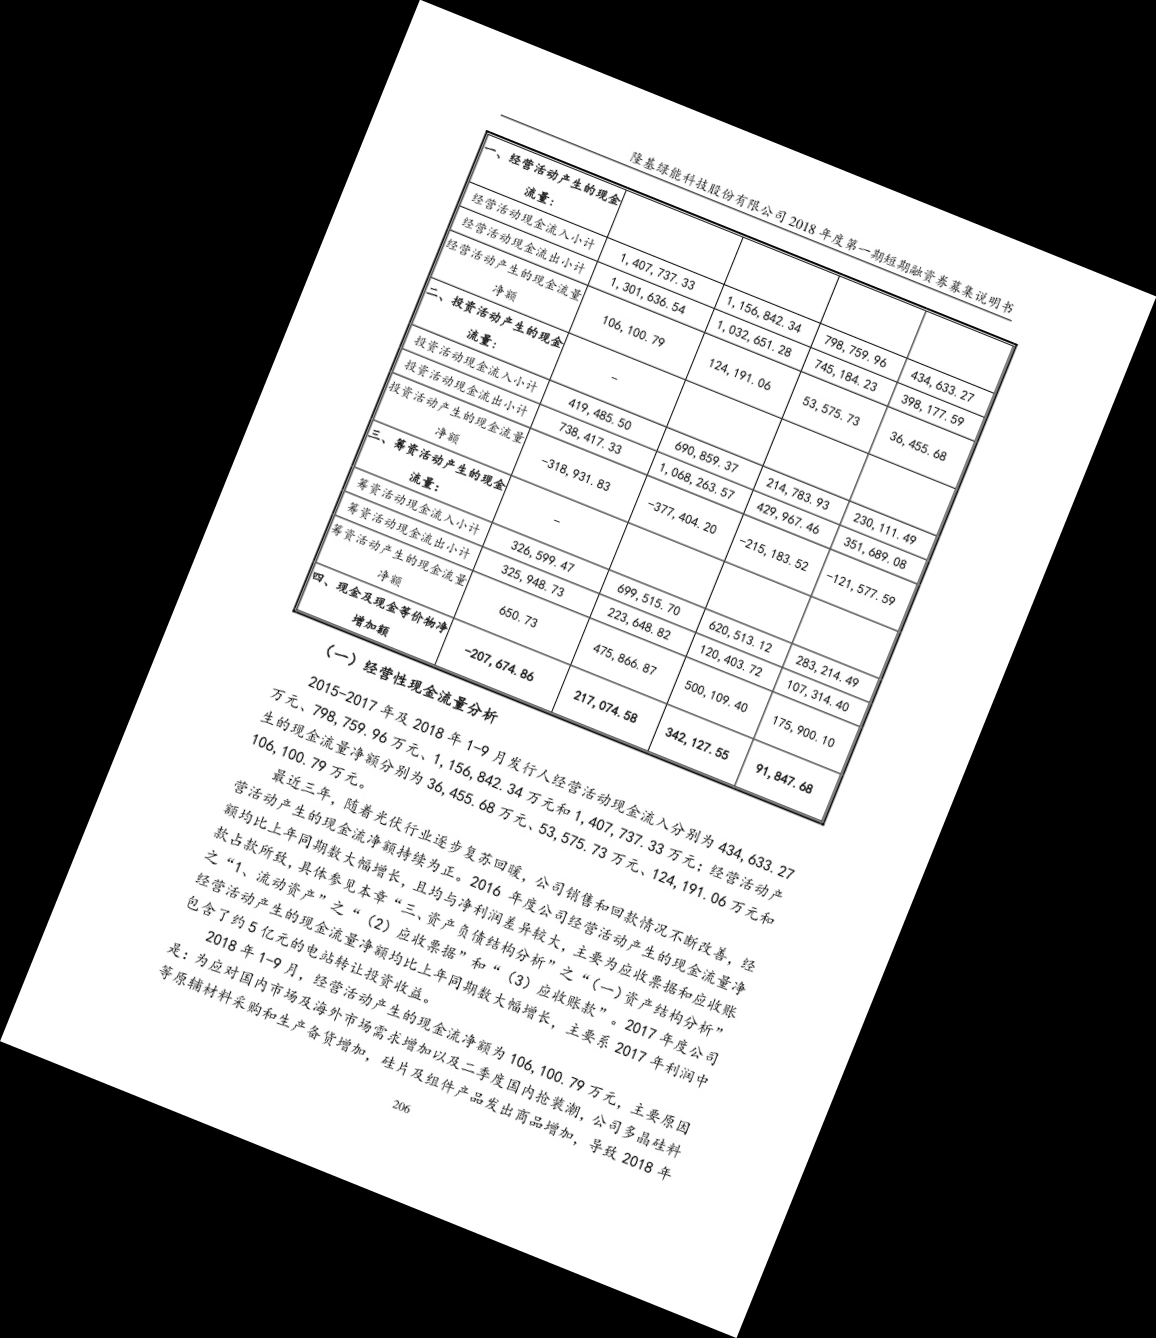 隆基绿能科技股份有限公司 2018 年度第一期短期融资券募集说明书
一、经营活动产生的现金
流量：
经营活动现金流入小计 1,407,737.33 1,156,842.34 798,759.96 434,633.27
经营活动现金流出小计 1,301,636.54 1,032,651.28 745,184.23 398,177.59
经营活动产生的现金流量
净额 106,100.79 124,191.06 53,575.73 36,455.68
二、投资活动产生的现金
流量： -
投资活动现金流入小计 419,485.50 690,859.37 214,783.93 230,111.49
投资活动现金流出小计 738,417.33 1,068,263.57 429,967.46 351,689.08
投资活动产生的现金流量
净额 -318,931.83 -377,404.20 -215,183.52 -121,577.59
三、筹资活动产生的现金
流量： -
筹资活动现金流入小计 326,599.47 699,515.70 620,513.12 283,214.49
筹资活动现金流出小计 325,948.73 223,648.82 120,403.72 107,314.40
筹资活动产生的现金流量
净额 650.73 475,866.87 500,109.40 175,900.10
四、现金及现金等价物净
增加额 -207,674.86 217,074.58 342,127.55 91,847.68
（一）经营性现金流量分析
2015-2017 年及 2018 年 1-9 月发行人经营活动现金流入分别为 434,633.27
万元、798,759.96 万元、1,156,842.34 万元和 1,407,737.33 万元；经营活动产
生的现金流量净额分别为 36,455.68 万元、53,575.73 万元、124,191.06 万元和
106,100.79 万元。
最近三年，随着光伏行业逐步复苏回暖，公司销售和回款情况不断改善，经
营活动产生的现金流净额持续为正。2016 年度公司经营活动产生的现金流量净
额均比上年同期数大幅增长，且均与净利润差异较大，主要为应收票据和应收账
款占款所致，具体参见本章“三、资产负债结构分析”之“（一）资产结构分析”
之“1、流动资产”之“（2）应收票据”和“（3）应收账款”。2017 年度公司
经营活动产生的现金流量净额均比上年同期数大幅增长，主要系 2017 年利润中
包含了约 5 亿元的电站转让投资收益。
2018 年 1-9 月，经营活动产生的现金流净额为 106,100.79 万元，主要原因
是：为应对国内市场及海外市场需求增加以及二季度国内抢装潮，公司多晶硅料
等原辅材料采购和生产备货增加，硅片及组件产品发出商品增加，导致 2018 年
206